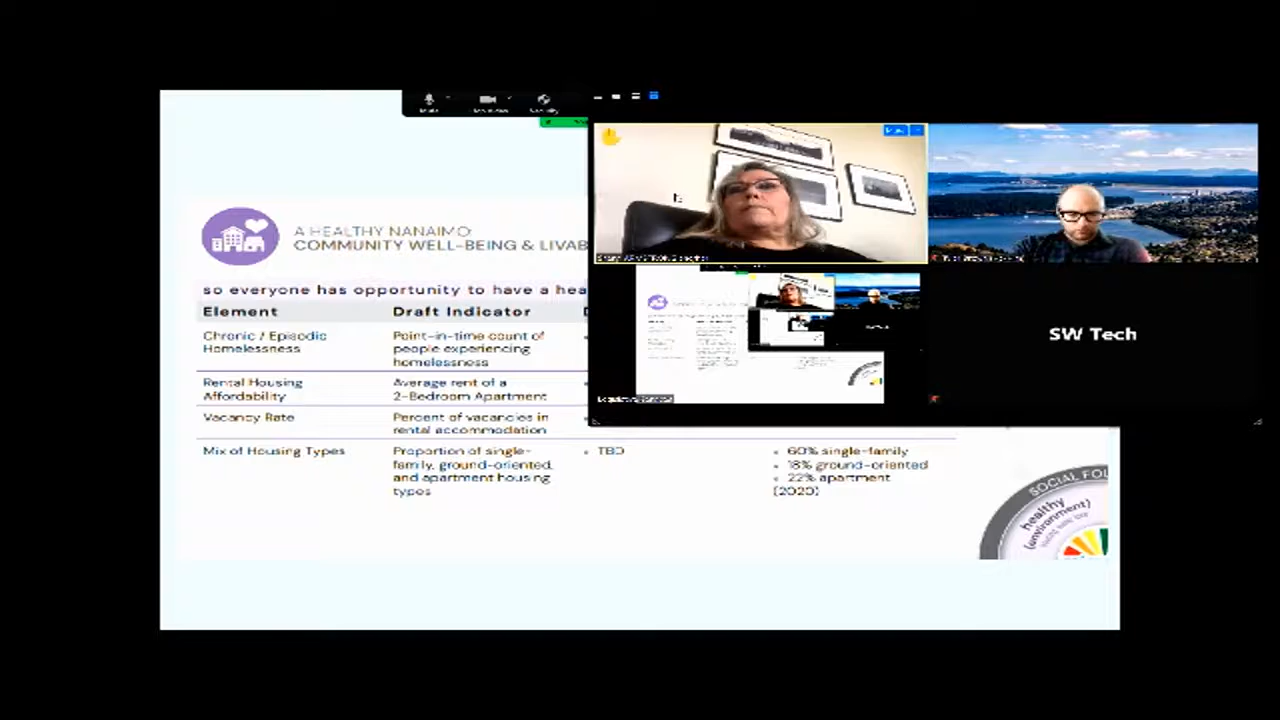 A HEALTHY NANAIMO
COMMUNITY WELL-BEING & LIVAB
so everyone has opportunity to have a hea
Element Draft Indicator
Chronic / Episodic
Homelessness
Point-in-time count of
people experiencing
homelessness
Rental Housing
Affordability
Average rent of a
2-Bedroom Apartment
Vacancy Rate
Percent of vacancies in
rental accommodation
Mix of Housing Types
Proportion of single-
family, ground-oriented,
and apartment housing
types
TBD
60% single-family
18% ground-oriented
22% apartment
(2020)
SW Tech
SOCIAL FOU
healthy
(environment)